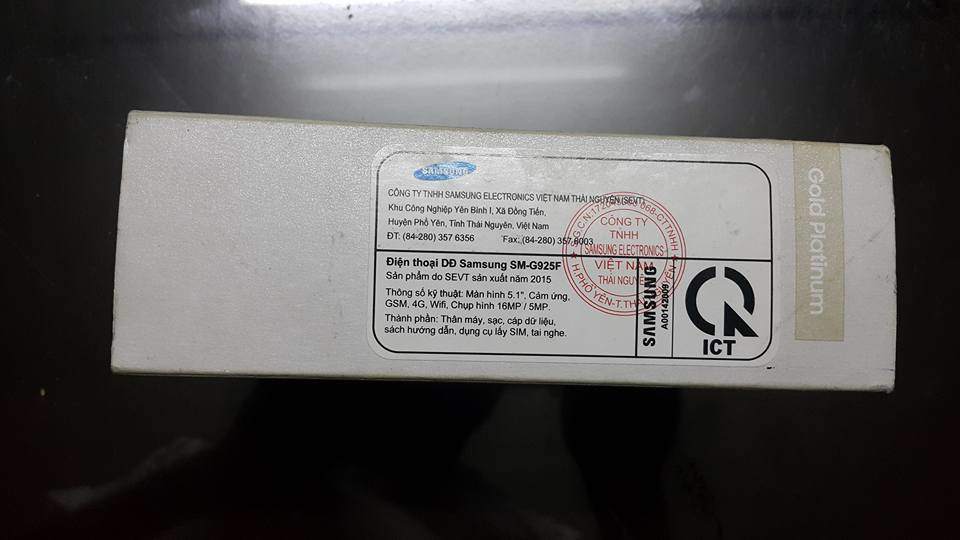 SAMSUNG
CÔNG TY TNHH SAMSUNG ELECTRONICS VIỆT NAM THÁI NGUYÊN (SEVT)
Khu Công Nghiệp Yên Bình I, Xã Đồng Tiến,
Huyện Phổ Yên, Tỉnh Thái Nguyên, Việt Nam
ĐT: (84-280) 357 6356 Fax: (84-280) 357 6003
CÔNG TY
TNHH
SAMSUNG ELECTRONICS
VIỆT NAM
THÁI NGUYÊN
H.PHỔ YÊN-T.THÁI NGUYÊN
Điện thoại DĐ Samsung SM-G925F
Sản phẩm do SEVT sản xuất năm 2015
Thông số kỹ thuật: Màn hình 5.1", Cảm ứng,
GSM, 4G, Wifi, Chụp hình 16MP / 5MP.
Thành phần: Thân máy, sạc, cáp dữ liệu,
sách hướng dẫn, dụng cụ lấy SIM, tai nghe.
SAMSUNG
A00142009
ICT
Gold Platinum